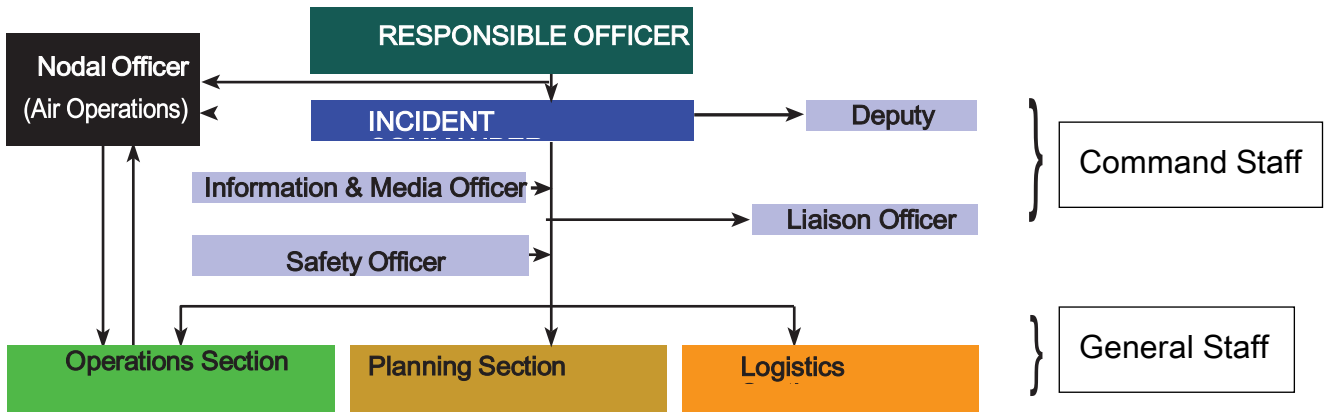 RESPONSIBLE OFFICER
Nodal Officer
(Air Operations)
INCIDENT
Deputy
Command Staff
Information & Media Officer
Liaison Officer
Safety Officer
Operations Section
Planning Section
Logistics
General Staff